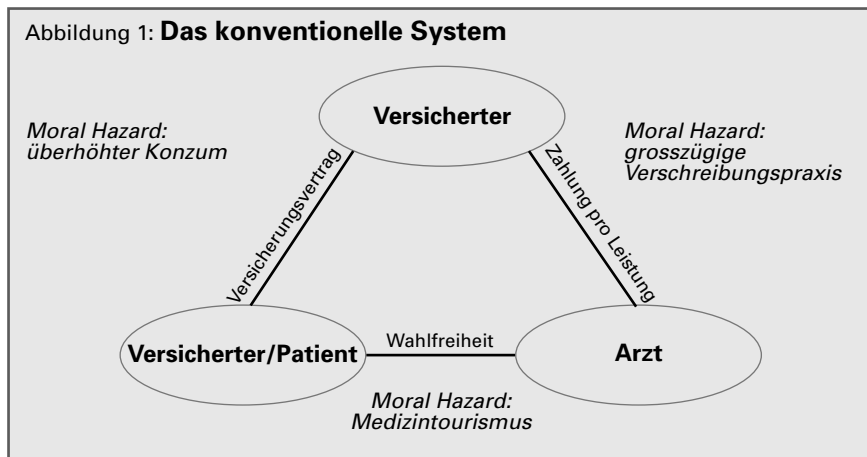 Abbildung 1: Das konventionelle System
Versicherter
Moral Hazard:
überhöhter Konzum
Moral Hazard:
grosszügige
Verschreibungspraxis
Versicherungsvertrag
Zahlung pro Leistung
Versicherter/Patient
Wahlfreiheit
Arzt
Moral Hazard:
Medizintourismus